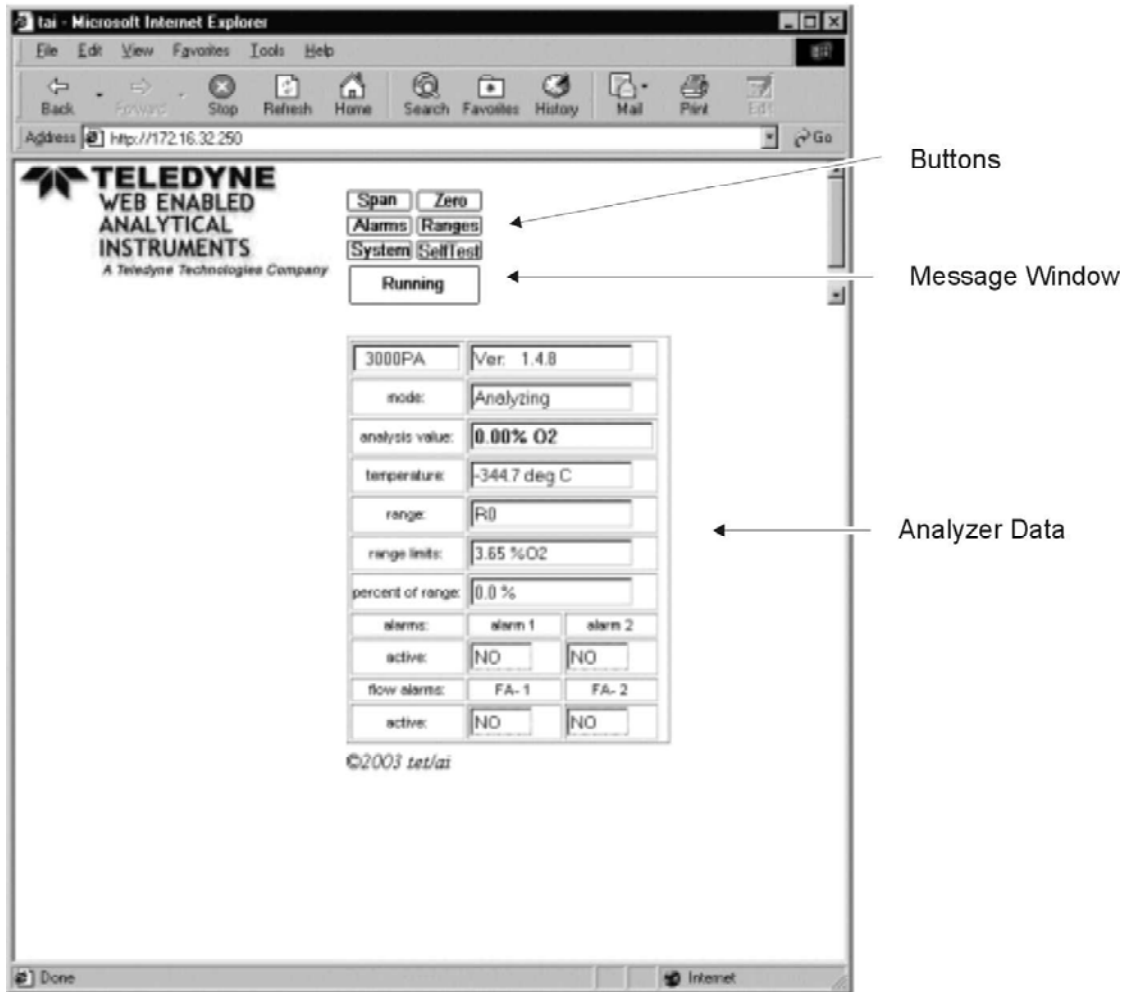 tai - Microsoft Internet Explorer
File Edit View Favorites Tools Help
Back Forward Stop Refresh Home Search Favorites History Mail Print Edit
Address http://172.16.32.250 Go
TELEDYNE
WEB ENABLED
ANALYTICAL
INSTRUMENTS
A Teledyne Technologies Company
Span Zero
Alarms Ranges
System SelfTest
Running
Buttons
Message Window
3000PA Ver: 1.4.8
mode: Analyzing
analysis value: 0.00% O2
temperature: -344.7 deg C
range: R0
range limits: 3.65 %O2
percent of range: 0.0 %
alarms: alarm 1 alarm 2
active: NO NO
flow alarms: FA- 1 FA- 2
active: NO NO
Analyzer Data
©2003 tet/ai
Done Internet